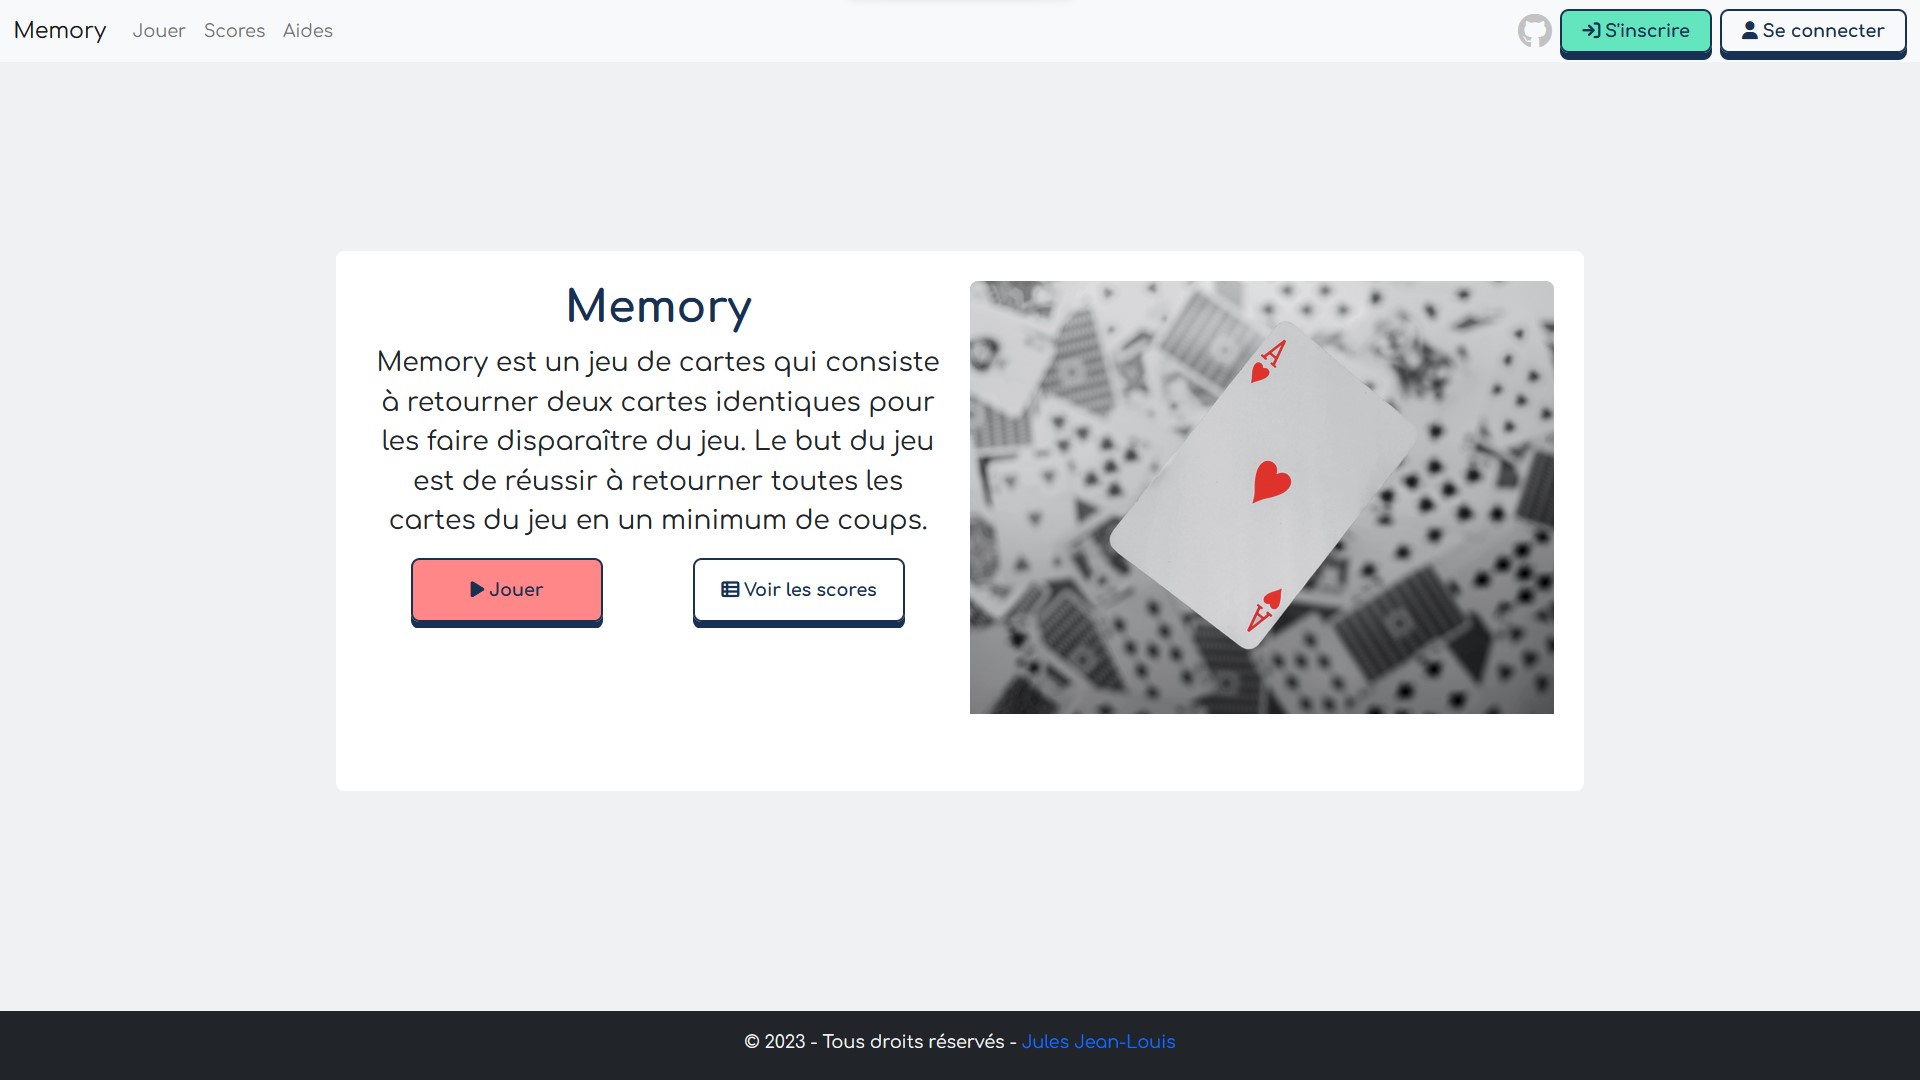 Memory Jouer Scores Aides S'inscrire Se connecter
Memory
Memory est un jeu de cartes qui consiste
à retourner deux cartes identiques pour
les faire disparaître du jeu. Le but du jeu
est de réussir à retourner toutes les
cartes du jeu en un minimum de coups.
Jouer Voir les scores
A
A
© 2023 - Tous droits réservés - Jules Jean-Louis